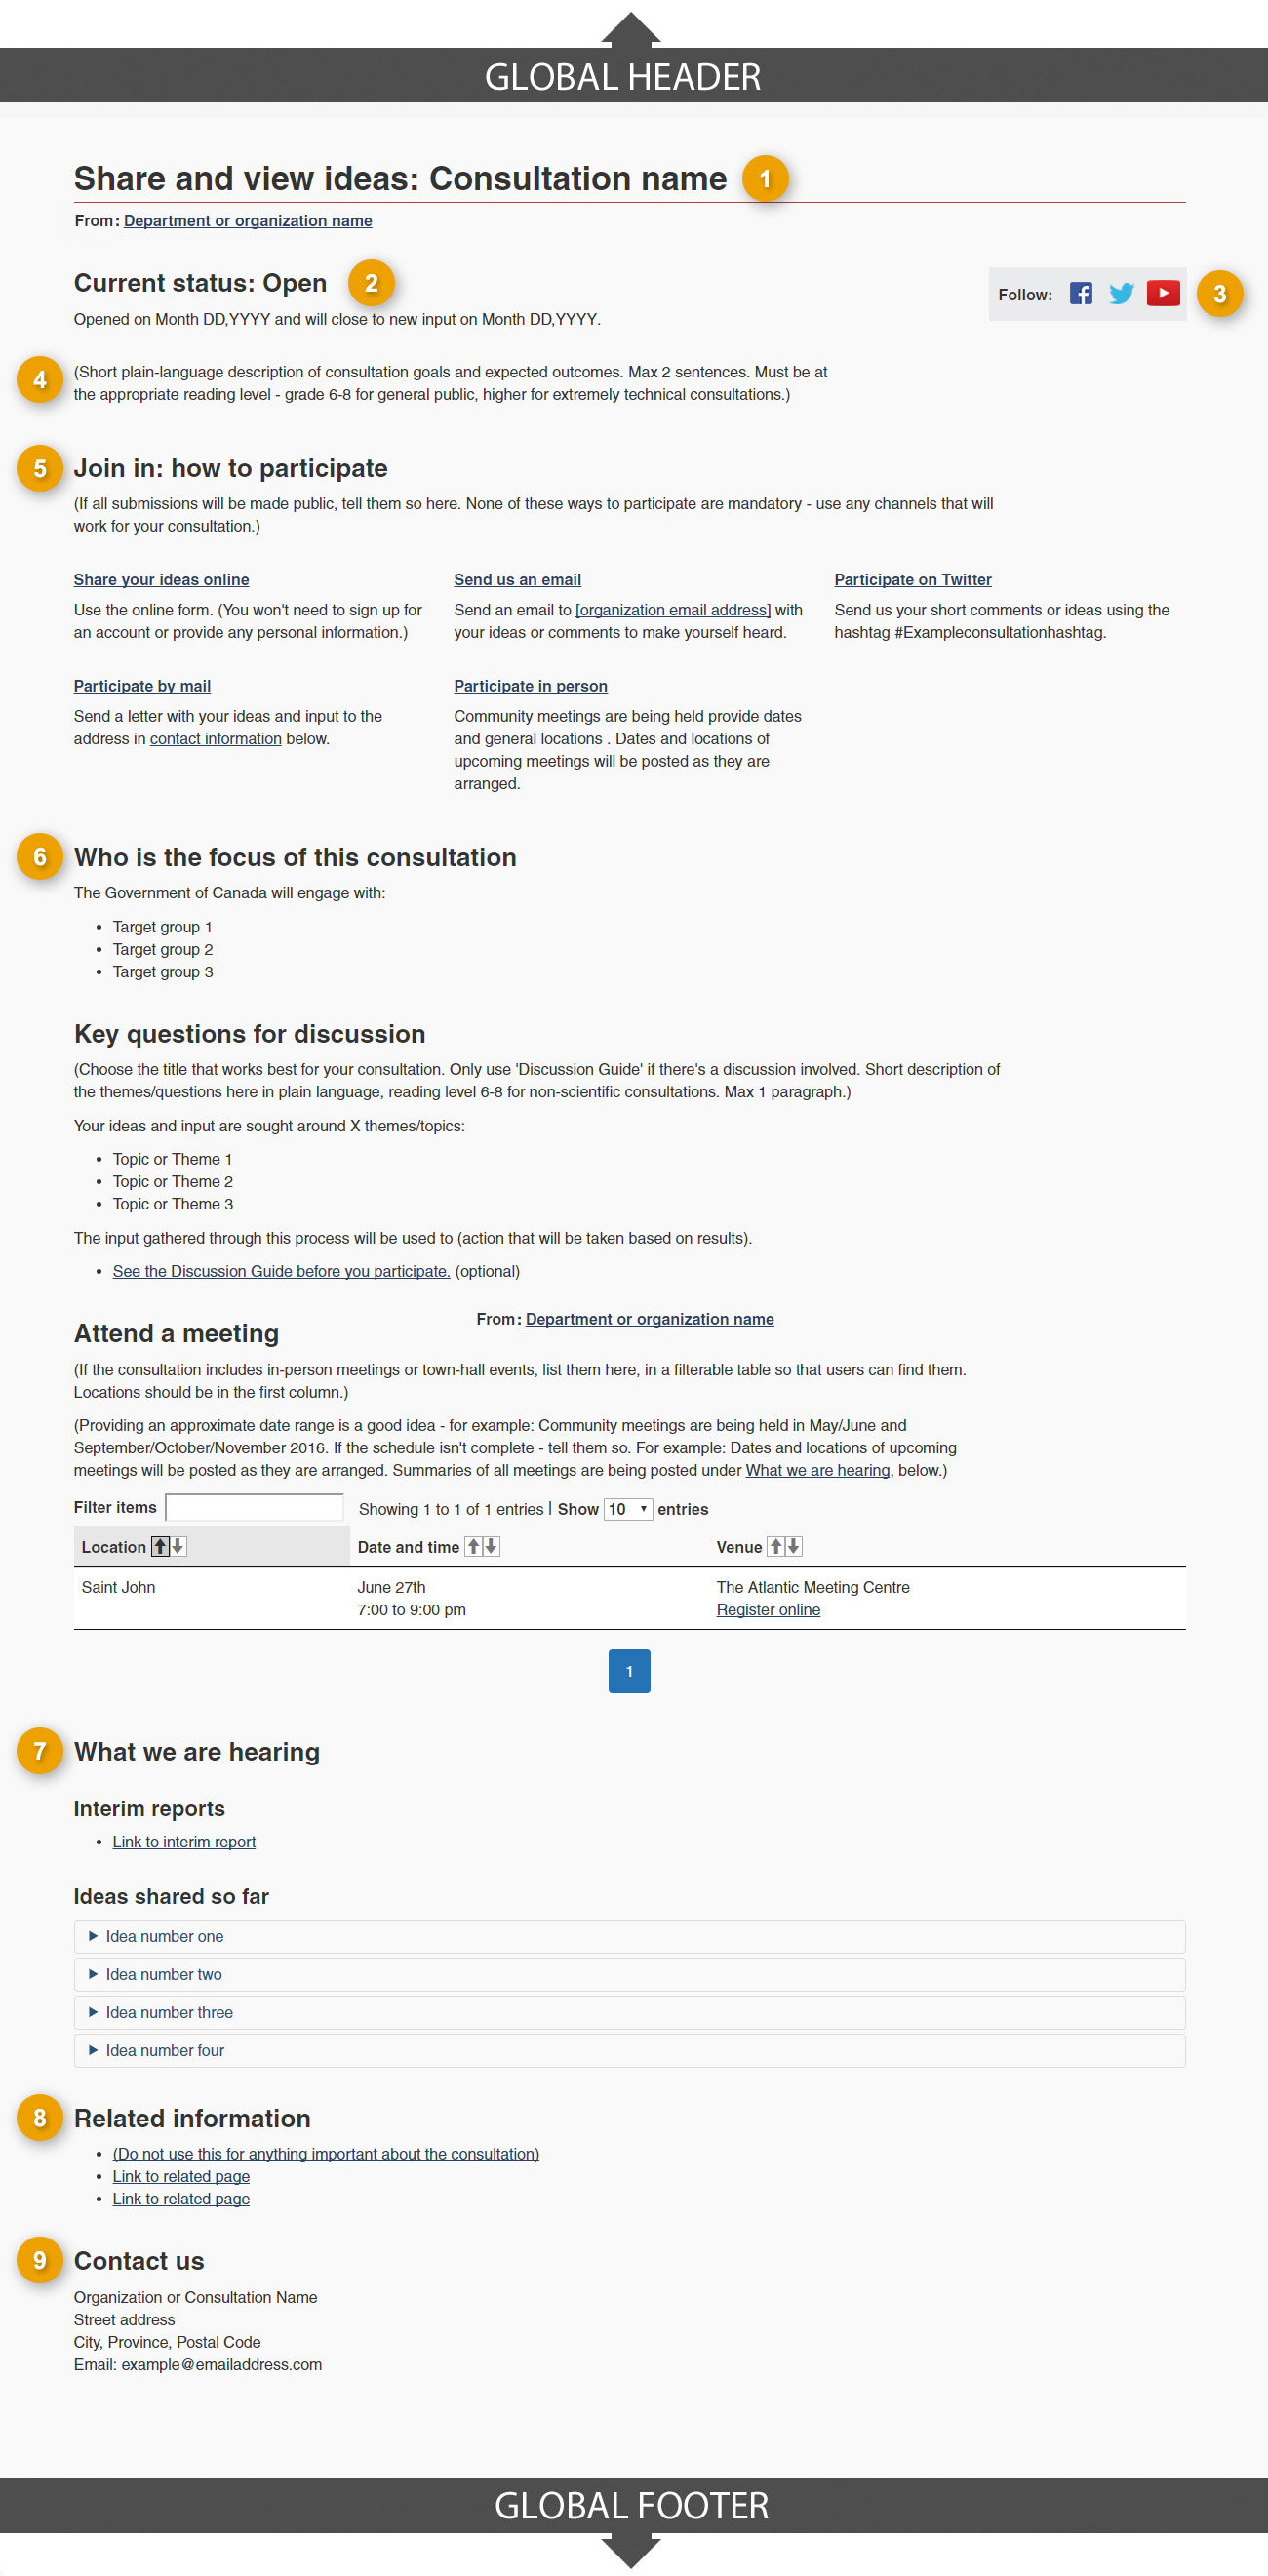 GLOBAL HEADER
Share and view ideas: Consultation name 1
From: Department or organization name
Current status: Open 2
Follow: 3
Opened on Month DD,YYYY and will close to new input on Month DD,YYYY.
4 (Short plain-language description of consultation goals and expected outcomes. Max 2 sentences. Must be at
the appropriate reading level - grade 6-8 for general public, higher for extremely technical consultations.)
5 Join in: how to participate
(If all submissions will be made public, tell them so here. None of these ways to participate are mandatory - use any channels that will
work for your consultation.)
Share your ideas online
Use the online form. (You won't need to sign up for
an account or provide any personal information.)
Send us an email
Send an email to [organization email address] with
your ideas or comments to make yourself heard.
Participate on Twitter
Send us your short comments or ideas using the
hashtag #Exampleconsultationhashtag.
Participate by mail
Send a letter with your ideas and input to the
address in contact information below.
Participate in person
Community meetings are being held provide dates
and general locations . Dates and locations of
upcoming meetings will be posted as they are
arranged.
6 Who is the focus of this consultation
The Government of Canada will engage with:
• Target group 1
• Target group 2
• Target group 3
Key questions for discussion
(Choose the title that works best for your consultation. Only use 'Discussion Guide' if there's a discussion involved. Short description of
the themes/questions here in plain language, reading level 6-8 for non-scientific consultations. Max 1 paragraph.)
Your ideas and input are sought around X themes/topics:
• Topic or Theme 1
• Topic or Theme 2
• Topic or Theme 3
The input gathered through this process will be used to (action that will be taken based on results).
• See the Discussion Guide before you participate. (optional)
From: Department or organization name
Attend a meeting
(If the consultation includes in-person meetings or town-hall events, list them here, in a filterable table so that users can find them.
Locations should be in the first column.)
(Providing an approximate date range is a good idea - for example: Community meetings are being held in May/June and
September/October/November 2016. If the schedule isn't complete - tell them so. For example: Dates and locations of upcoming
meetings will be posted as they are arranged. Summaries of all meetings are being posted under What we are hearing, below.)
Filter items Showing 1 to 1 of 1 entries | Show 10 entries
Location Date and time Venue
Saint John June 27th The Atlantic Meeting Centre
7:00 to 9:00 pm Register online
1
7 What we are hearing
Interim reports
• Link to interim report
Ideas shared so far
Idea number one
Idea number two
Idea number three
Idea number four
8 Related information
• (Do not use this for anything important about the consultation)
• Link to related page
• Link to related page
9 Contact us
Organization or Consultation Name
Street address
City, Province, Postal Code
Email: example@emailaddress.com
GLOBAL FOOTER